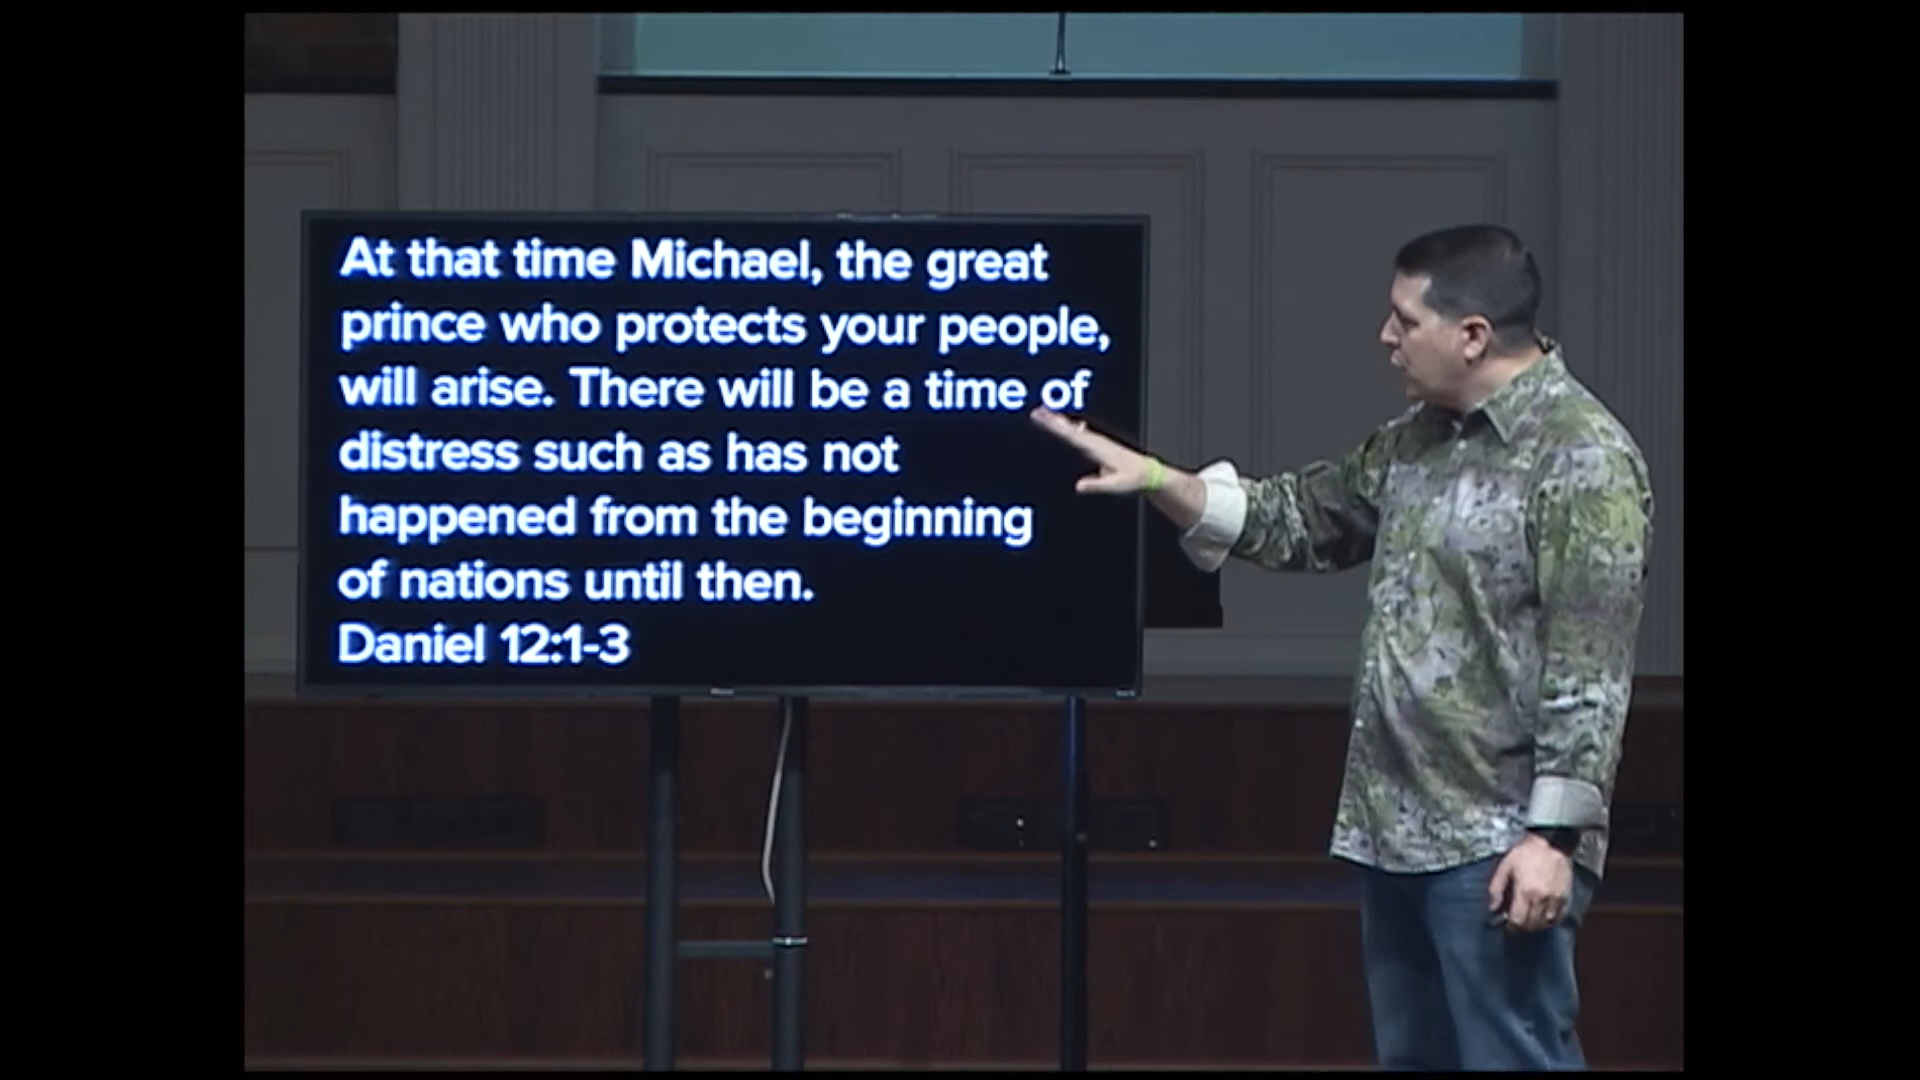 At that time Michael, the great
prince who protects your people,
will arise. There will be a time of
distress such as has not
happened from the beginning
of nations until then.
Daniel 12:1-3